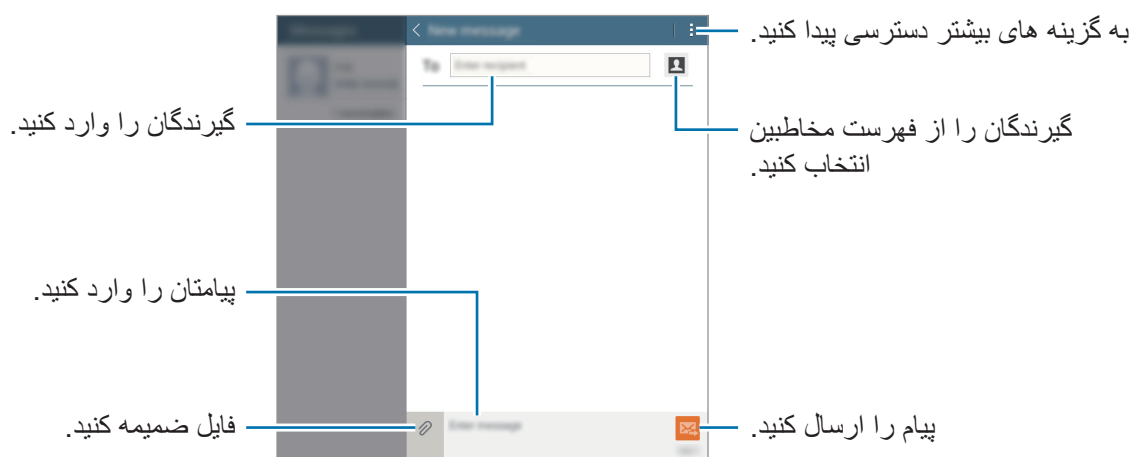 Messages
New message
به گزینه های بیشتر دسترسی پیدا کنید.
To
Enter recipient
گیرندگان را وارد کنید.
گیرندگان را از فهرست مخاطبین
انتخاب کنید.
پیامتان را وارد کنید.
فایل ضمیمه کنید.
Enter message
پیام را ارسال کنید.